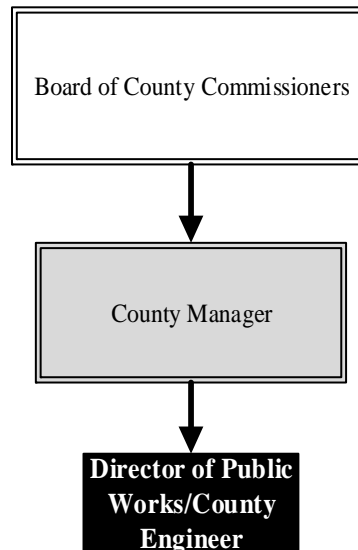 Board of County Commissioners
County Manager
Director of Public
Works/County
Engineer